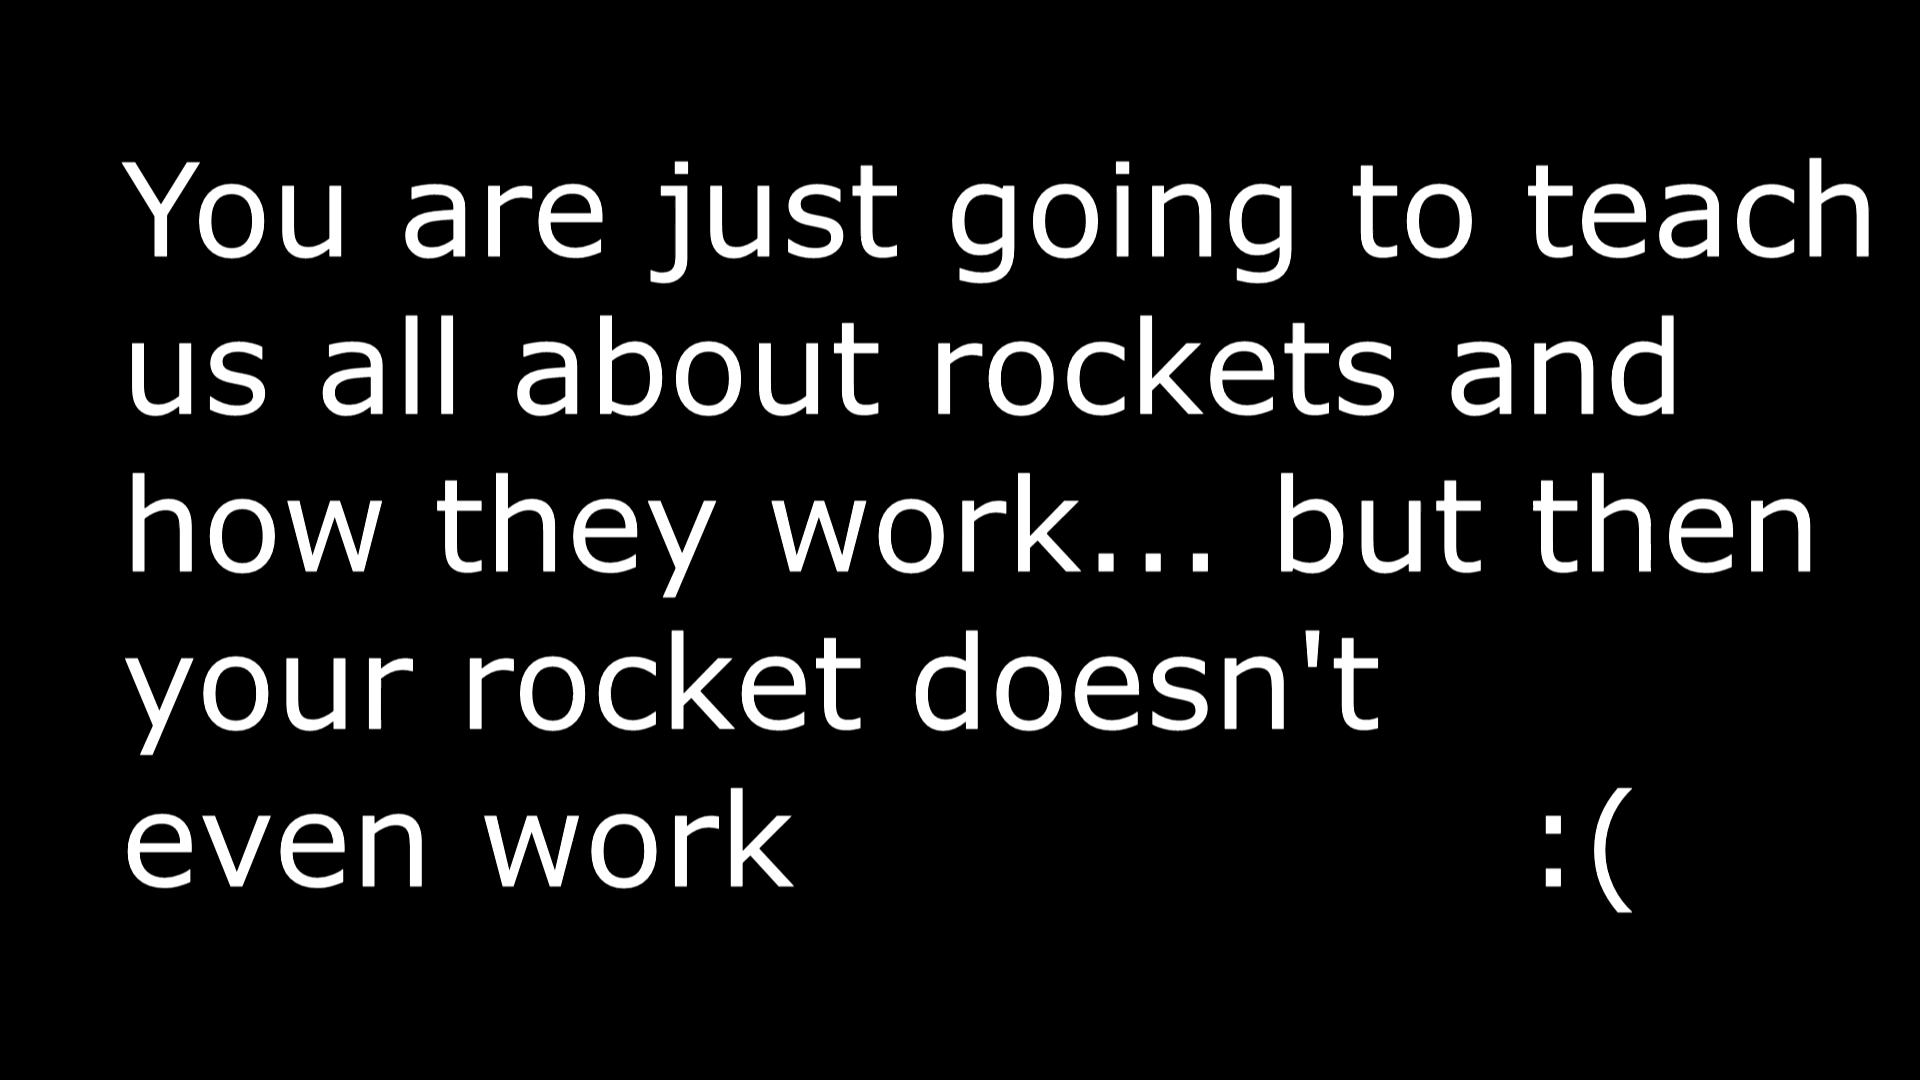 You are just going to teach
us all about rockets and
how they work... but then
your rocket doesn't
even work :(